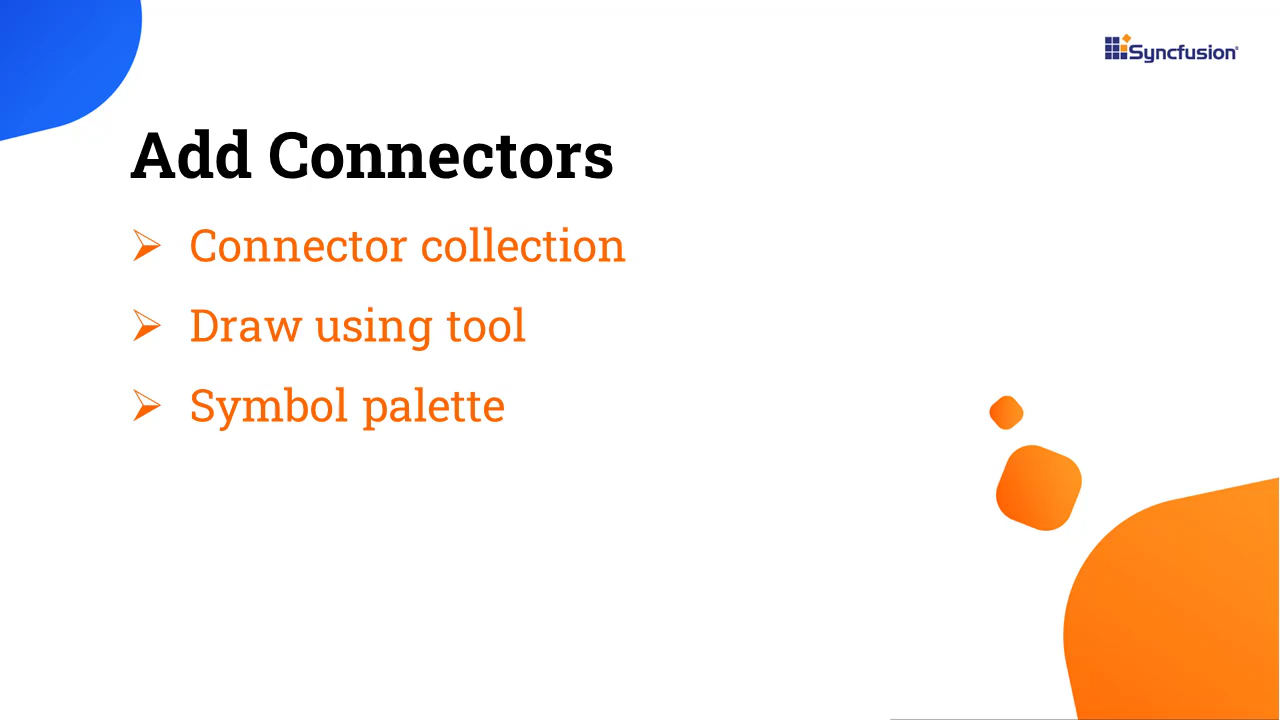 Syncfusion
Add Connectors
Connector collection
Draw using tool
Symbol palette